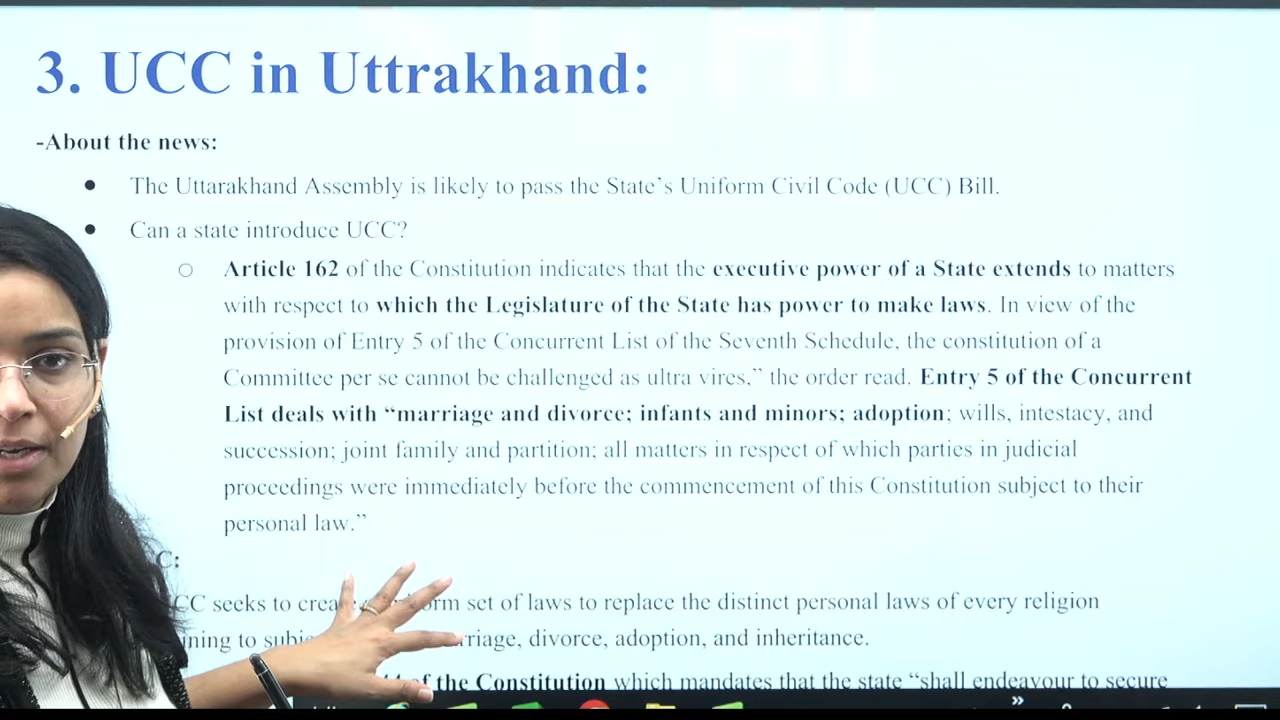 3. UCC in Uttrakhand:
-About the news:
● The Uttarakhand Assembly is likely to pass the State's Uniform Civil Code (UCC) Bill.
● Can a state introduce UCC?
○ Article 162 of the Constitution indicates that the executive power of a State extends to matters
with respect to which the Legislature of the State has power to make laws. In view of the
provision of Entry 5 of the Concurrent List of the Seventh Schedule, the constitution of a
Committee per se cannot be challenged as ultra vires,” the order read. Entry 5 of the Concurrent
List deals with “marriage and divorce; infants and minors; adoption; wills, intestacy, and
succession; joint family and partition; all matters in respect of which parties in judicial
proceedings were immediately before the commencement of this Constitution subject to their
personal law.”
C:
CC seeks to create set of laws to replace the distinct personal laws of every religion
divorce, adoption, and inheritance.
of the Constitution which mandates that the state “shall endeavour to secure